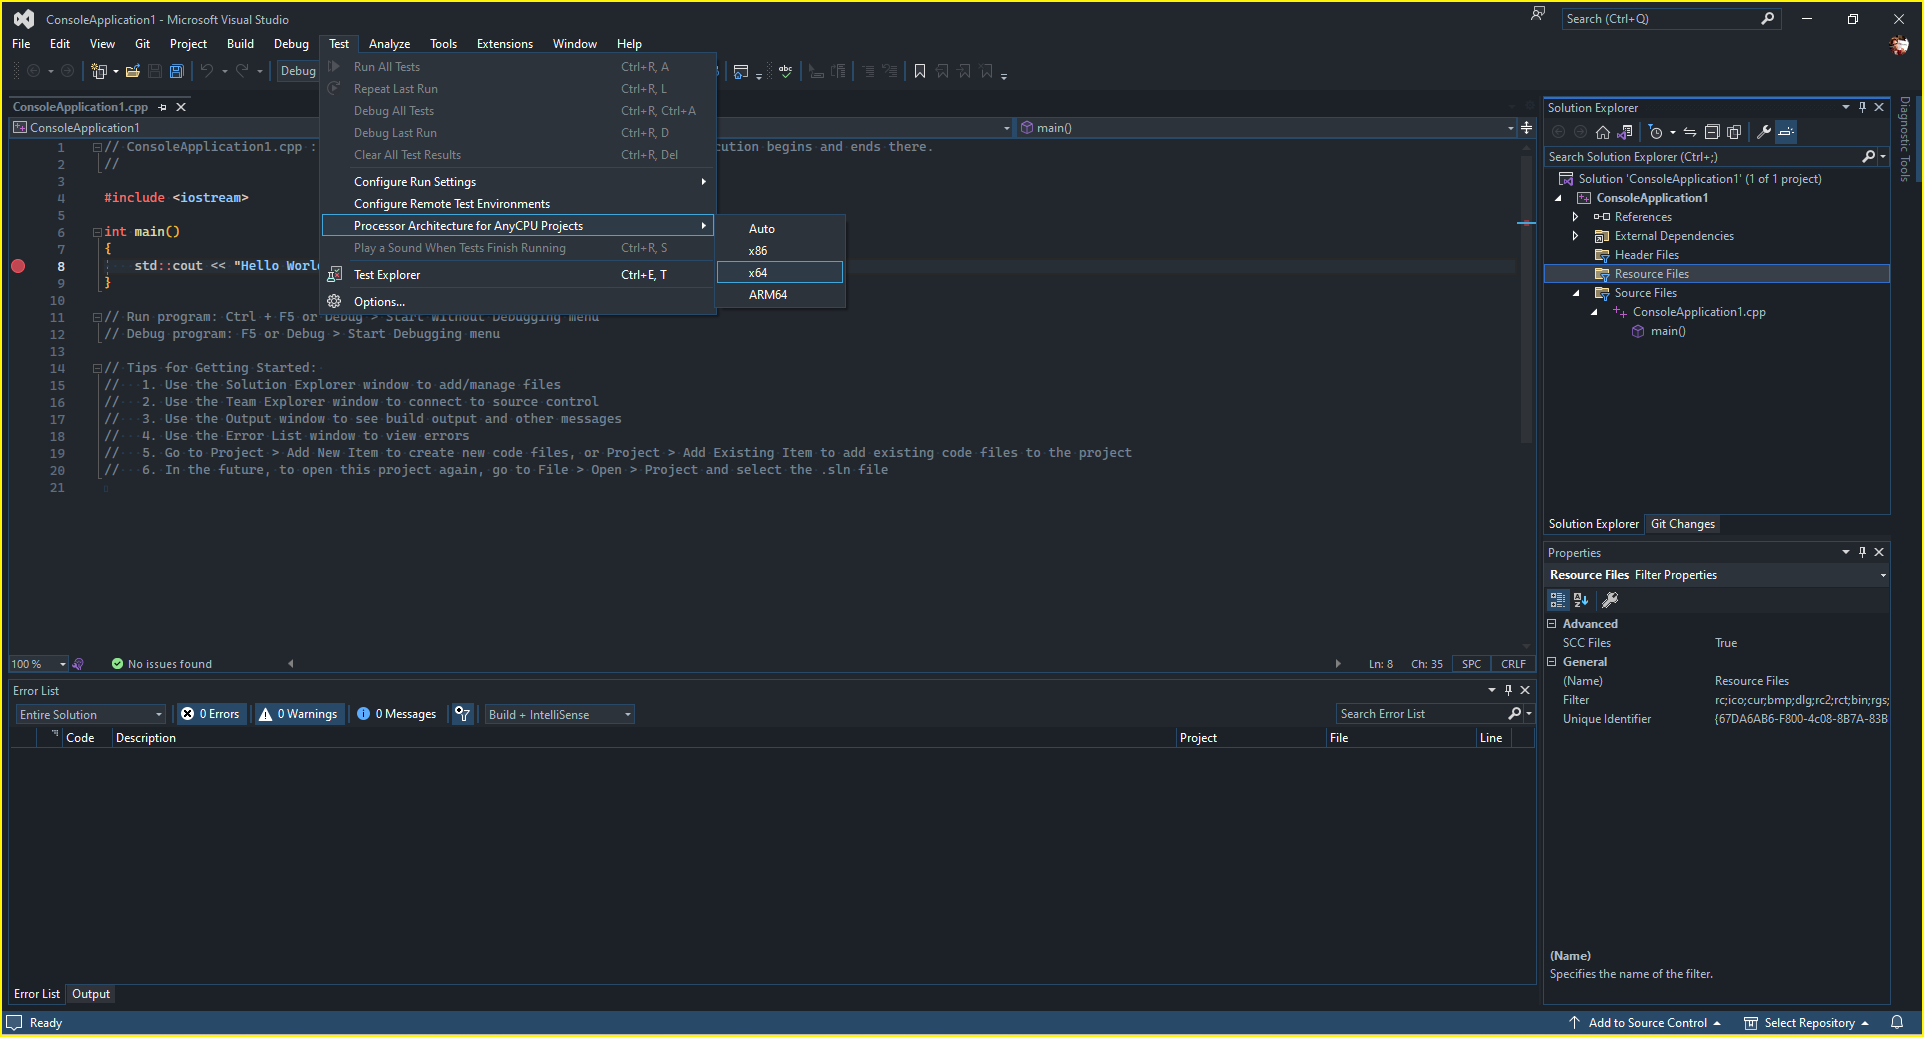 ConsoleApplication1 - Microsoft Visual Studio
Search (Ctrl+Q)
File Edit View Git Project Build Debug Test Analyze Tools Extensions Window Help
Debug
Run All Tests Ctrl+R, A
Repeat Last Run Ctrl+R, L
Debug All Tests Ctrl+R, Ctrl+A
Debug Last Run Ctrl+R, D
Clear All Test Results Ctrl+R, Del
Configure Run Settings
Configure Remote Test Environments
Processor Architecture for AnyCPU Projects
Play a Sound When Tests Finish Running Ctrl+R, S
Test Explorer Ctrl+E, T
Options...
Auto
x86
x64
ARM64
ConsoleApplication1.cpp
ConsoleApplication1
main()
1 // ConsoleApplication1.cpp : cution begins and ends there.
2 //
3
4 #include <iostream>
5
6 int main()
7 {
8 std::cout << "Hello World
9 }
10
11 // Run program: Ctrl + F5 or Debug > Start Without Debugging menu
12 // Debug program: F5 or Debug > Start Debugging menu
13
14 // Tips for Getting Started:
15 // 1. Use the Solution Explorer window to add/manage files
16 // 2. Use the Team Explorer window to connect to source control
17 // 3. Use the Output window to see build output and other messages
18 // 4. Use the Error List window to view errors
19 // 5. Go to Project > Add New Item to create new code files, or Project > Add Existing Item to add existing code files to the project
20 // 6. In the future, to open this project again, go to File > Open > Project and select the .sln file
21
100 % No issues found Ln: 8 Ch: 35 SPC CRLF
Error List
Entire Solution 0 Errors 0 Warnings 0 Messages Build + IntelliSense Search Error List
Code Description Project File Line
Error List Output
Solution Explorer
Search Solution Explorer (Ctrl+;)
Solution 'ConsoleApplication1' (1 of 1 project)
ConsoleApplication1
References
External Dependencies
Header Files
Resource Files
Source Files
ConsoleApplication1.cpp
main()
Solution Explorer Git Changes
Properties
Resource Files Filter Properties
Advanced
SCC Files True
General
(Name) Resource Files
Filter rc;ico;cur;bmp;dlg;rc2;rct;bin;rgs;
Unique Identifier {67DA6AB6-F800-4c08-8B7A-83B
(Name)
Specifies the name of the filter.
Diagnostic Tools
Ready Add to Source Control Select Repository